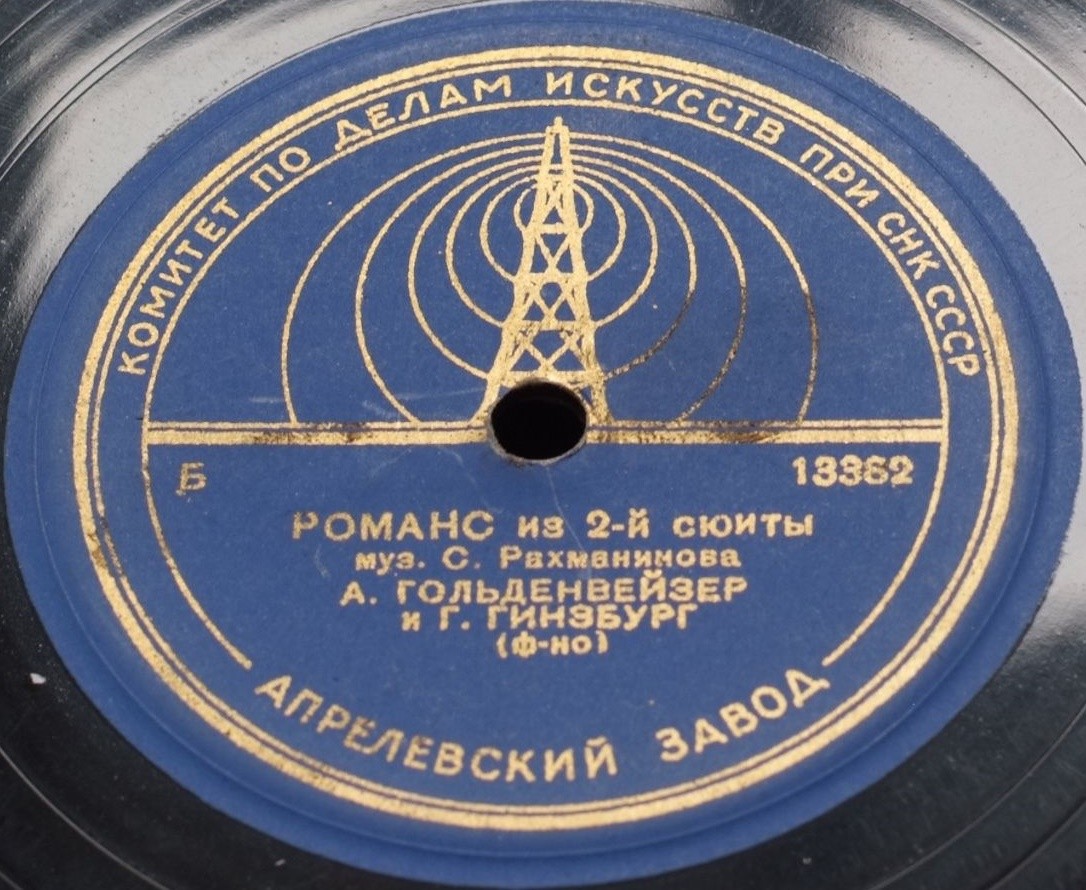 КОМИТЕТ ПО ДЕЛАМ ИСКУССТВ ПРИ СНК СССР
Б
13362
РОМАНС из 2-й сюиты
муз. С. Рахманинова
А. ГОЛЬДЕНВЕЙЗЕР
и Г. ГИНЗБУРГ
(ф-но)
АПРЕЛЕВСКИЙ ЗАВОД